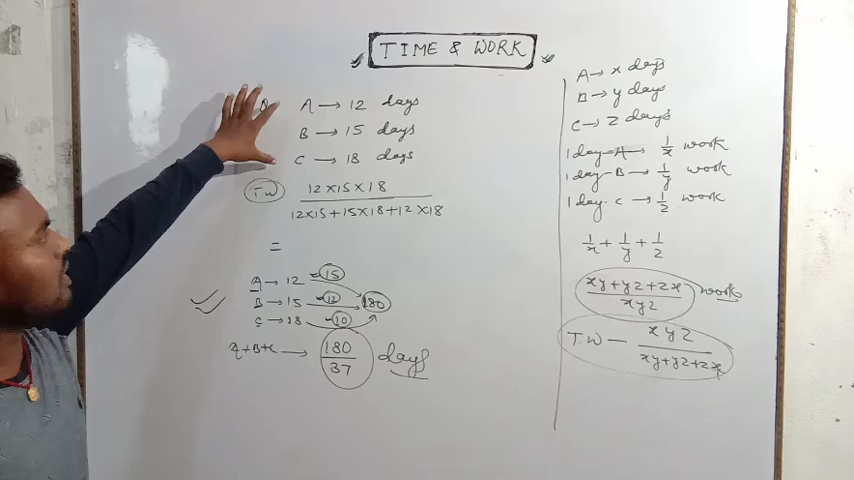 TIME & WORK
Q A → 12 days
B → 15 days
C → 18 days
T.W 12×15×18
12×15+15×18+12×18
=
A → 12 15
B → 15 12 180
C → 18 10
A+B+C → 180
37 days
A → x days
B → y days
C → z days
1 day A → 1/x work
1 day B → 1/y work
1 day C → 1/z work
1/x + 1/y + 1/z
xy+yz+zx
xyz works
T.W — xyz
xy+yz+zx